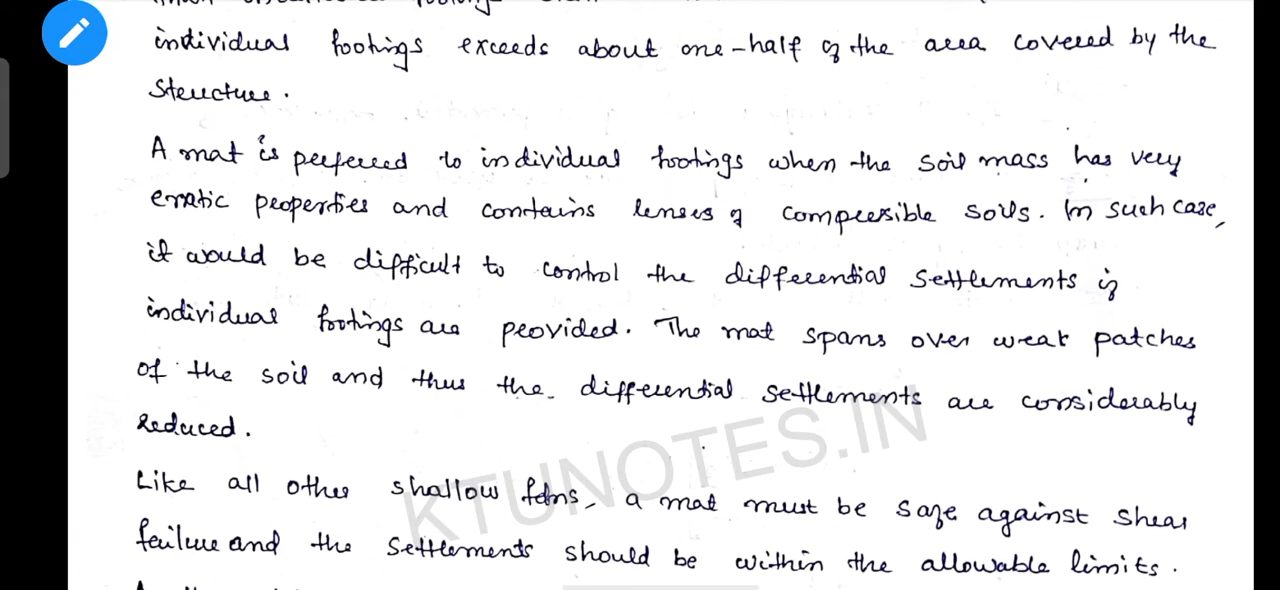 individual footings exceeds about one-half of the area covered by the
structure.
A mat is preferred to individual footings when the soil mass has very
erratic properties and contains lenses of compressible soils. In such case,
it would be difficult to control the differential settlements if
individual footings are provided. The mat spans over weak patches
of the soil and thus the differential settlements are considerably
reduced.
KTUNOTES.IN
Like all other shallow fdns, a mat must be safe against shear
failure and the settlements should be within the allowable limits.